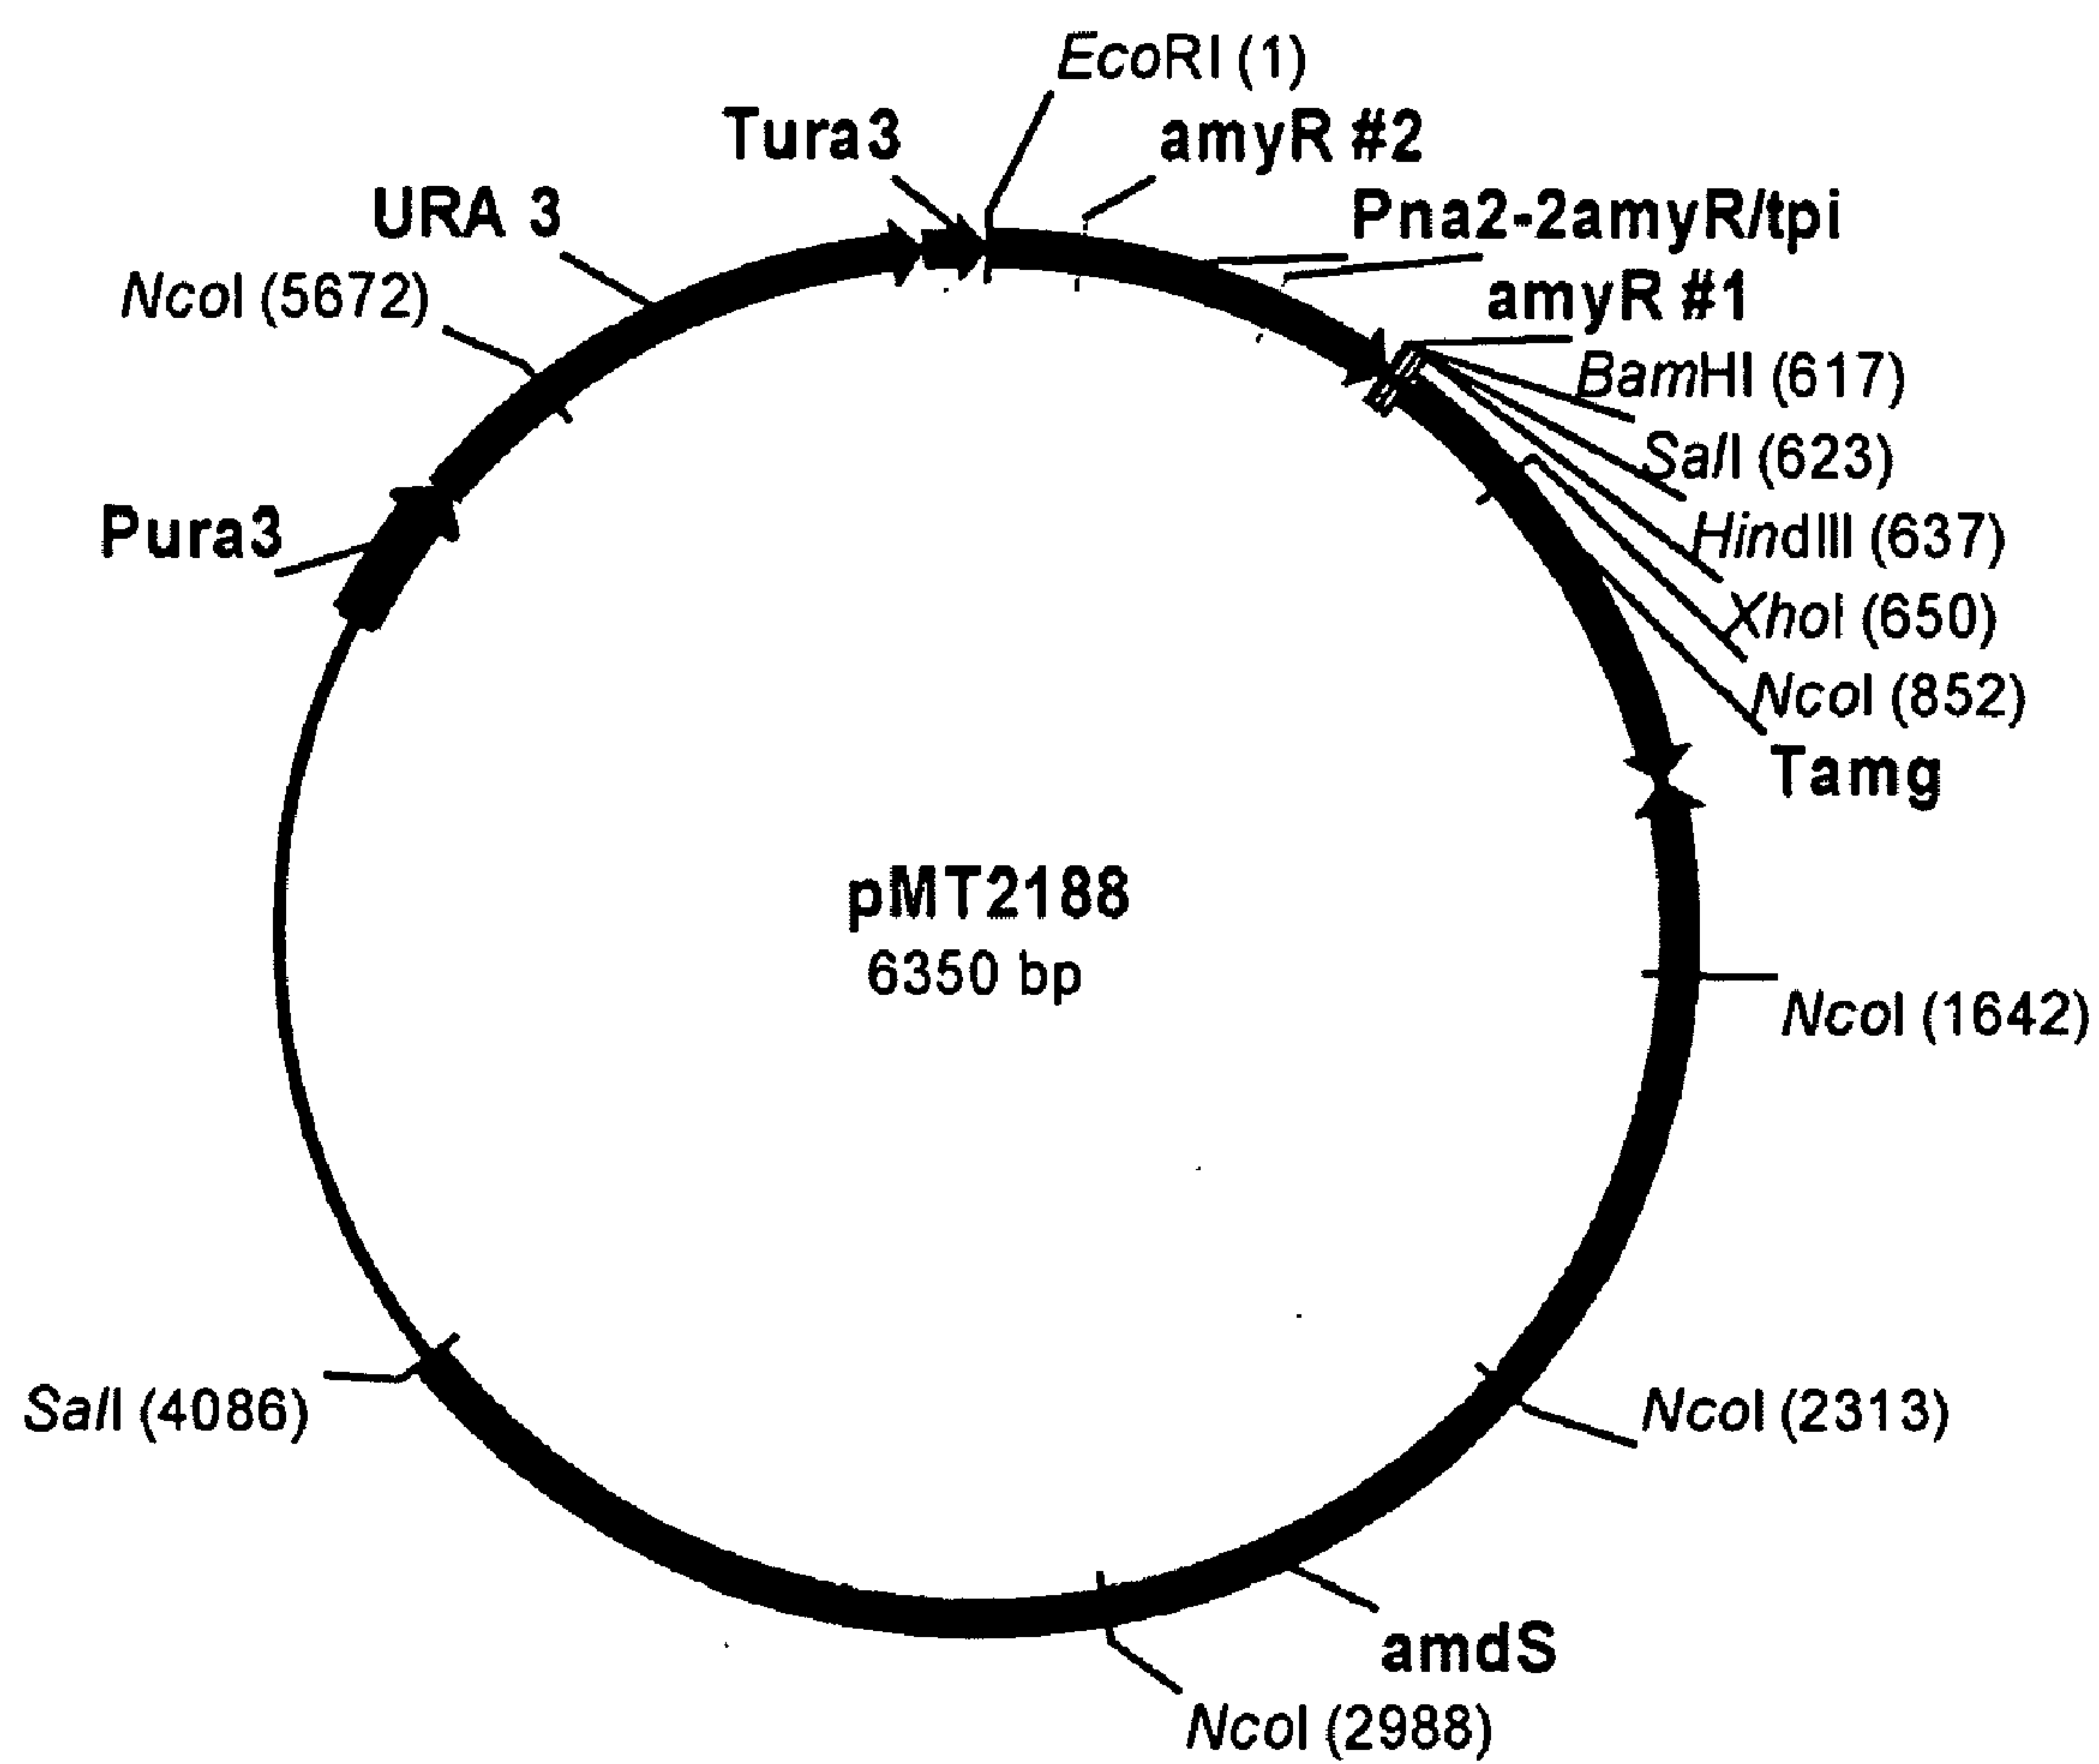 EcoRI (1)
Tura3
amyR #2
URA 3
Pna2-2amyR/tpi
NcoI (5672)
amyR #1
BamHI (617)
SalI (623)
Pura3
HindIII (637)
XhoI (650)
NcoI (852)
Tamg
pMT2188
6350 bp
NcoI (1642)
SalI (4086)
NcoI (2313)
amdS
NcoI (2988)